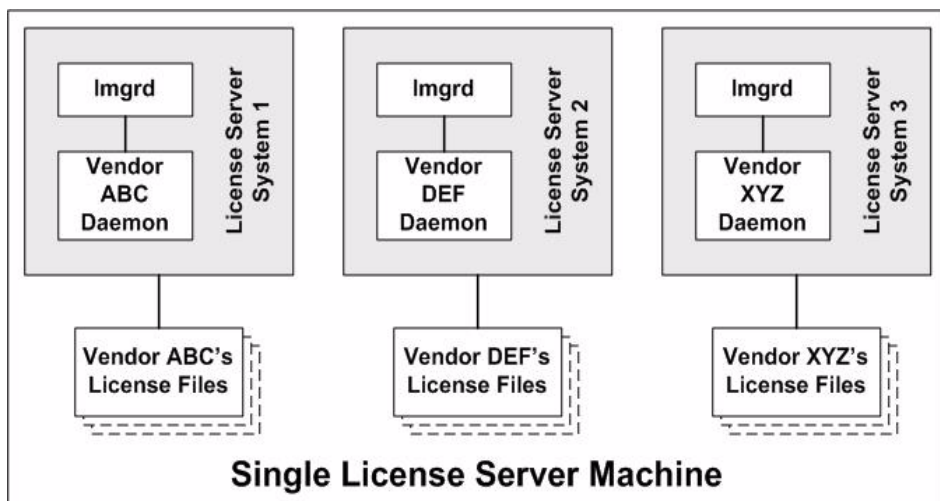 lmgrd
Vendor
ABC
Daemon
License Server
System 1
Vendor ABC's
License Files
lmgrd
Vendor
DEF
Daemon
License Server
System 2
Vendor DEF's
License Files
lmgrd
Vendor
XYZ
Daemon
License Server
System 3
Vendor XYZ's
License Files
Single License Server Machine